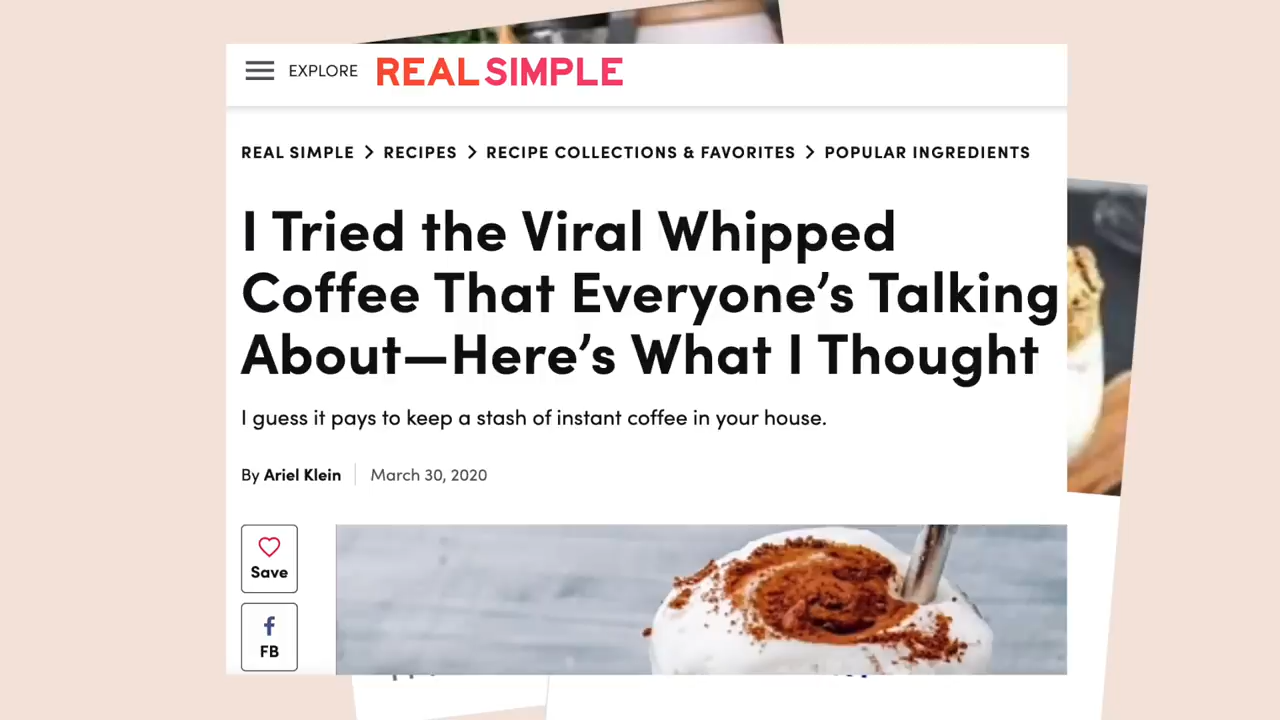 EXPLORE REAL SIMPLE
REAL SIMPLE > RECIPES > RECIPE COLLECTIONS & FAVORITES > POPULAR INGREDIENTS
I Tried the Viral Whipped
Coffee That Everyone’s Talking
About—Here’s What I Thought
I guess it pays to keep a stash of instant coffee in your house.
By Ariel Klein March 30, 2020
Save
FB